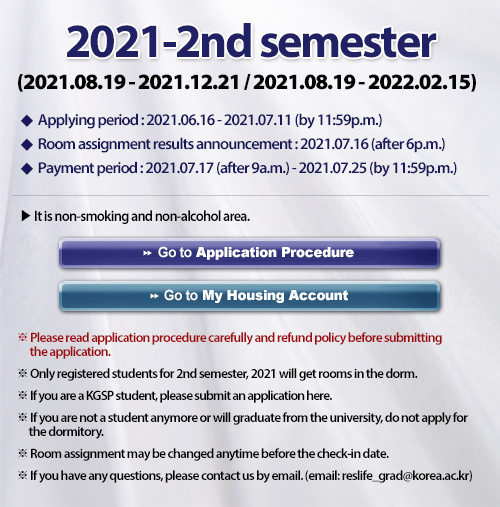 2021-2nd semester
(2021.08.19 - 2021.12.21 / 2021.08.19 - 2022.02.15)
◆ Applying period : 2021.06.16 - 2021.07.11 (by 11:59p.m.)
◆ Room assignment results announcement : 2021.07.16 (after 6p.m.)
◆ Payment period : 2021.07.17 (after 9a.m.) - 2021.07.25 (by 11:59p.m.)
▶ It is non-smoking and non-alcohol area.
▸▸ Go to Application Procedure
▸▸ Go to My Housing Account
※ Please read application procedure carefully and refund policy before submitting
the application.
※ Only registered students for 2nd semester, 2021 will get rooms in the dorm.
※ If you are a KGSP student, please submit an application here.
※ If you are not a student anymore or will graduate from the university, do not apply for
the dormitory.
※ Room assignment may be changed anytime before the check-in date.
※ If you have any questions, please contact us by email. (email: reslife_grad@korea.ac.kr)